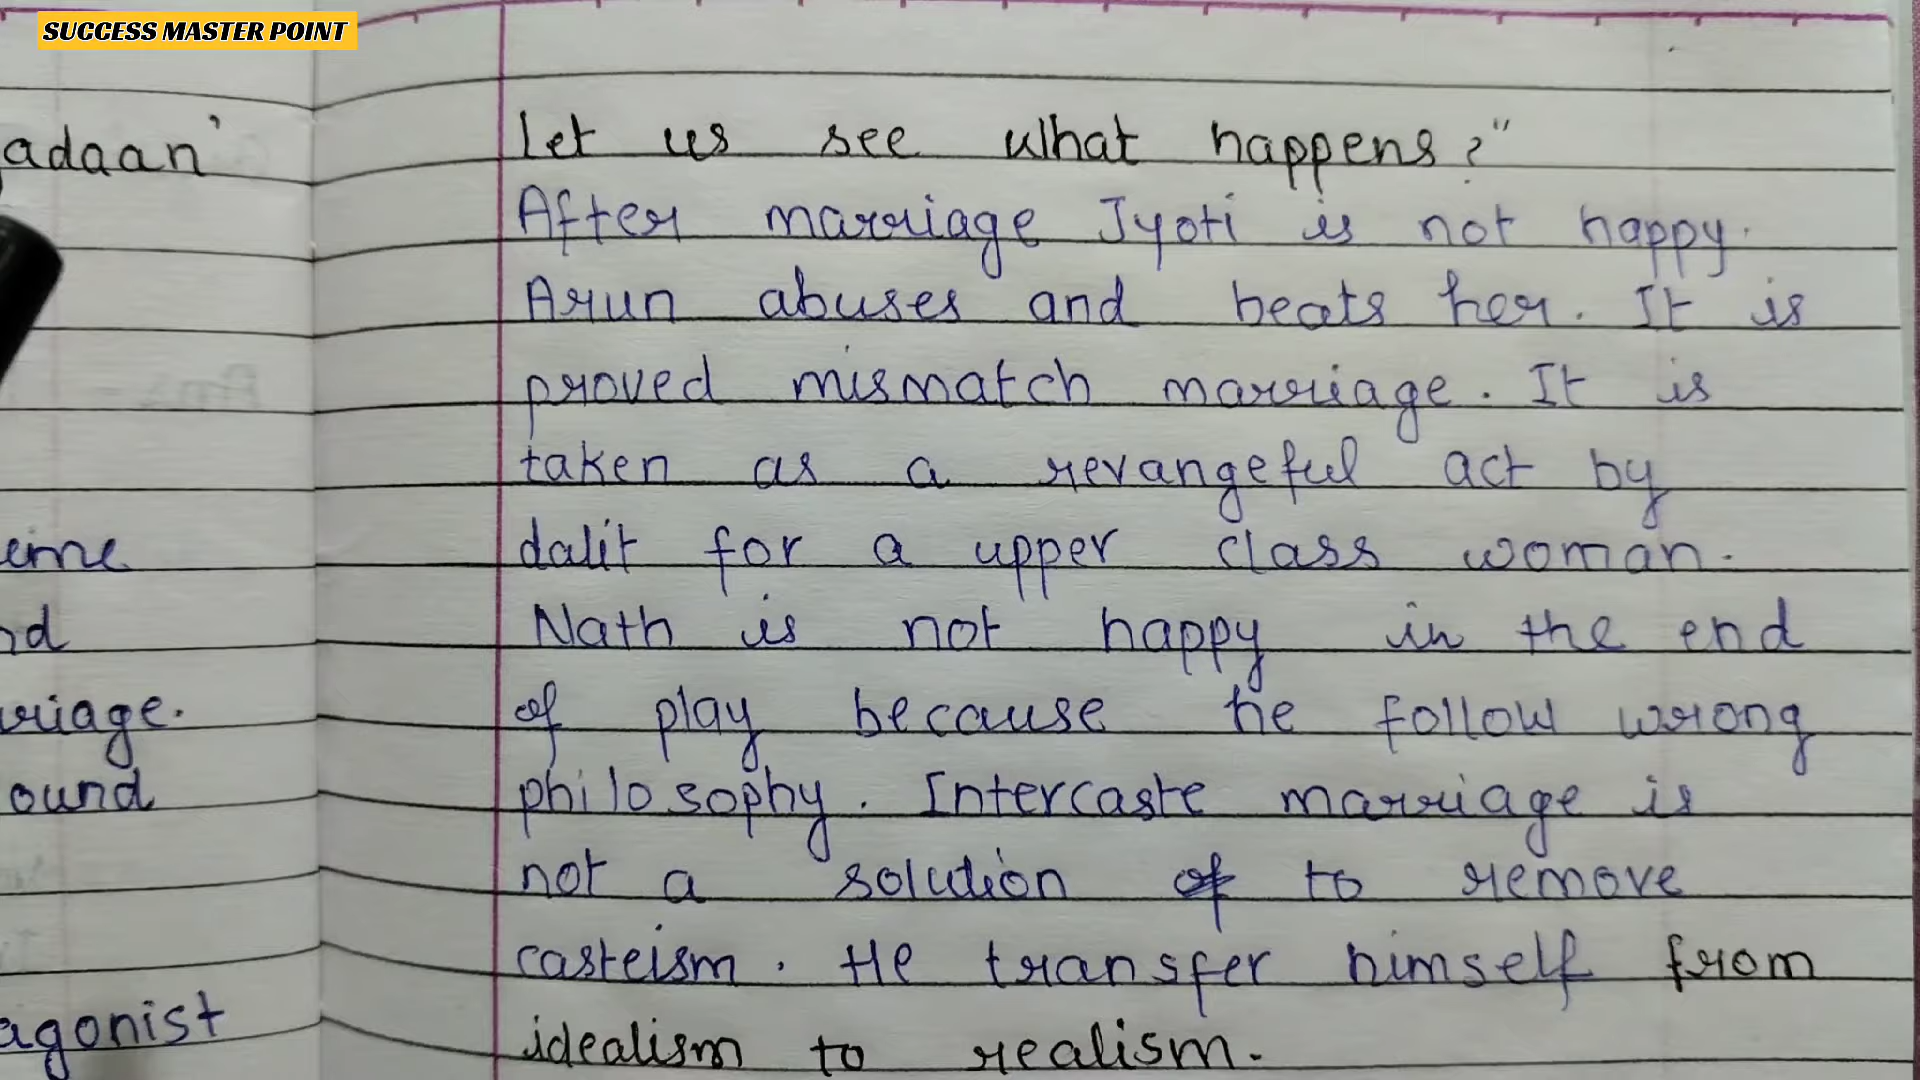 SUCCESS MASTER POINT
adaan'
eme
nd
riage.
ound
agonist
Let us see what happens?"
After marriage Jyoti is not happy.
Arun abuses and beats her. It is
proved mismatch marriage. It is
taken as a revangeful act by
dalit for a upper class woman.
Nath is not happy in the end
of play because he follow wrong
philosophy. Intercaste marriage is
not a solution of to remove
casteism. He transfer himself from
idealism to realism.